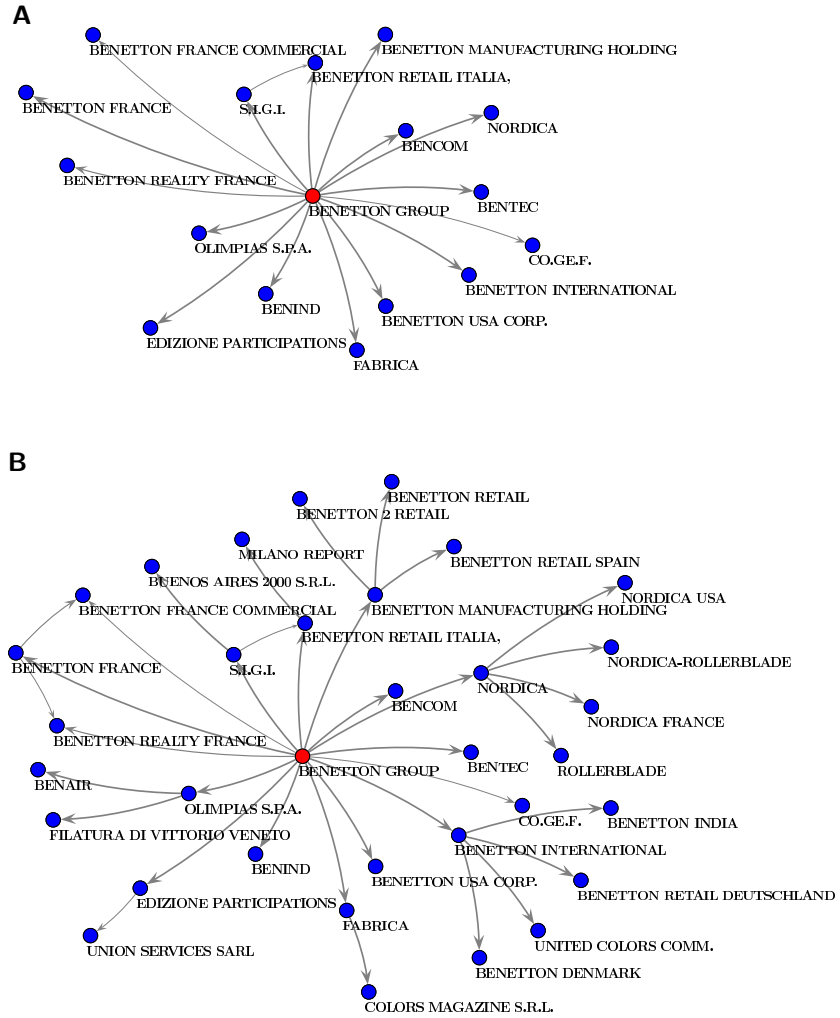 A
BENETTON FRANCE COMMERCIAL
BENETTON MANUFACTURING HOLDING
BENETTON RETAIL ITALIA,
BENETTON FRANCE
S.I.G.I.
NORDICA
BENCOM
BENETTON REALTY FRANCE
BENTEC
BENETTON GROUP
OLIMPIAS S.P.A.
CO.GE.F.
BENETTON INTERNATIONAL
BENIND
BENETTON USA CORP.
EDIZIONE PARTICIPATIONS
FABRICA
B
BENETTON RETAIL
BENETTON 2 RETAIL
MILANO REPORT
BENETTON RETAIL SPAIN
BUENOS AIRES 2000 S.R.L.
NORDICA USA
BENETTON FRANCE COMMERCIAL
BENETTON MANUFACTURING HOLDING
BENETTON RETAIL ITALIA,
NORDICA-ROLLERBLADE
BENETTON FRANCE
S.I.G.I.
NORDICA
BENCOM
NORDICA FRANCE
BENETTON REALTY FRANCE
BENTEC
BENETTON GROUP
ROLLERBLADE
BENAIR
OLIMPIAS S.P.A.
CO.GE.F.
BENETTON INDIA
FILATURA DI VITTORIO VENETO
BENETTON INTERNATIONAL
BENIND
BENETTON USA CORP.
BENETTON RETAIL DEUTSCHLAND
EDIZIONE PARTICIPATIONS
FABRICA
UNITED COLORS COMM.
UNION SERVICES SARL
BENETTON DENMARK
COLORS MAGAZINE S.R.L.